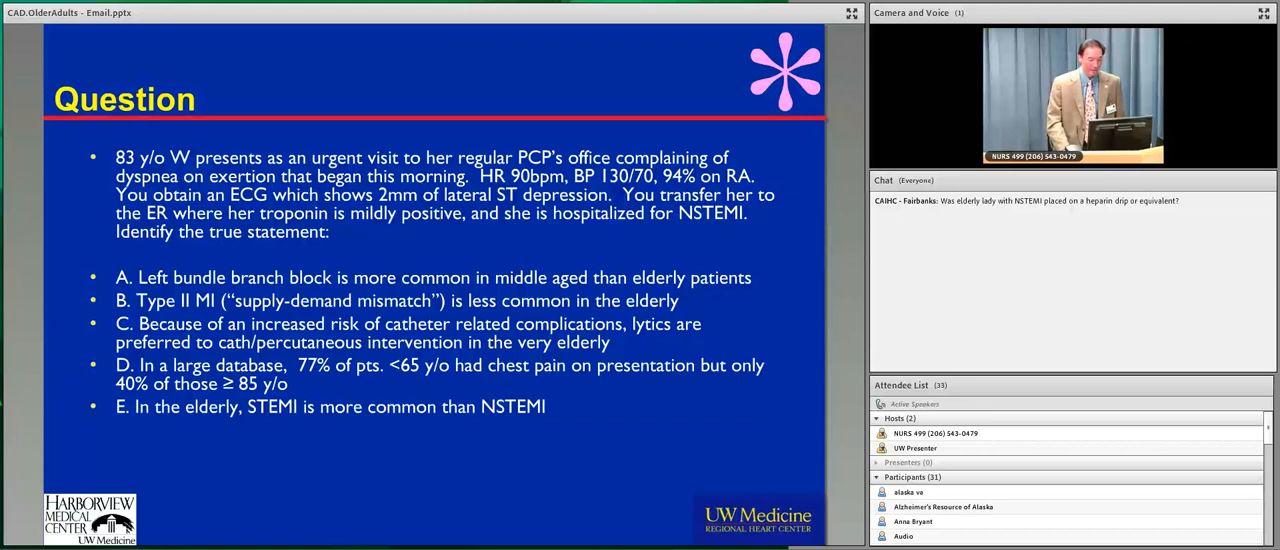 CAD.OlderAdults - Email.pptx
Question
• 83 y/o W presents as an urgent visit to her regular PCP's office complaining of
dyspnea on exertion that began this morning. HR 90bpm, BP 130/70, 94% on RA.
You obtain an ECG which shows 2mm of lateral ST depression. You transfer her to
the ER where her troponin is mildly positive, and she is hospitalized for NSTEMI.
Identify the true statement:
• A. Left bundle branch block is more common in middle aged than elderly patients
• B. Type II MI ("supply-demand mismatch") is less common in the elderly
• C. Because of an increased risk of catheter related complications, lytics are
preferred to cath/percutaneous intervention in the very elderly
• D. In a large database, 77% of pts. <65 y/o had chest pain on presentation but only
40% of those ≥ 85 y/o
• E. In the elderly, STEMI is more common than NSTEMI
HARBORVIEW
MEDICAL
CENTER
UW Medicine
UW Medicine
REGIONAL HEART CENTER
Camera and Voice (1)
NURS 499 (206) 543-0479
Chat (Everyone)
CAIHC - Fairbanks: Was elderly lady with NSTEMI placed on a heparin drip or equivalent?
Attendee List (33)
Active Speakers
Hosts (2)
NURS 499 (206) 543-0479
UW Presenter
Presenters (0)
Participants (31)
alaska va
Alzheimer's Resource of Alaska
Anna Bryant
Audio